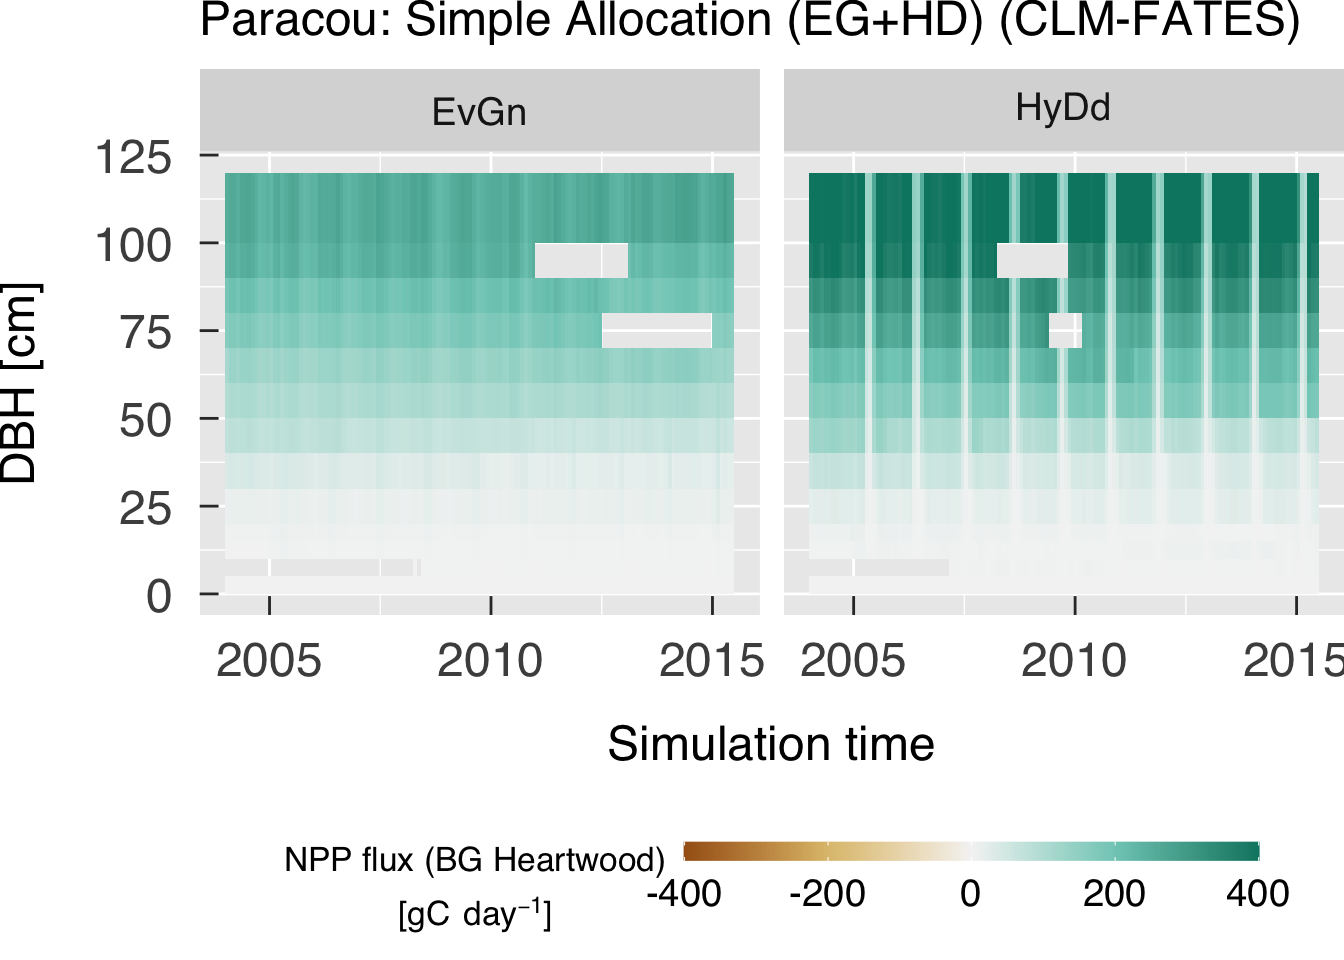 Paracou: Simple Allocation (EG+HD) (CLM-FATES)
EvGn
HyDd
DBH [cm]
125
100
75
50
25
0
2005 2010 2015 2005 2010 2015
Simulation time
NPP flux (BG Heartwood)
[gC day⁻¹]
-400 -200 0 200 400